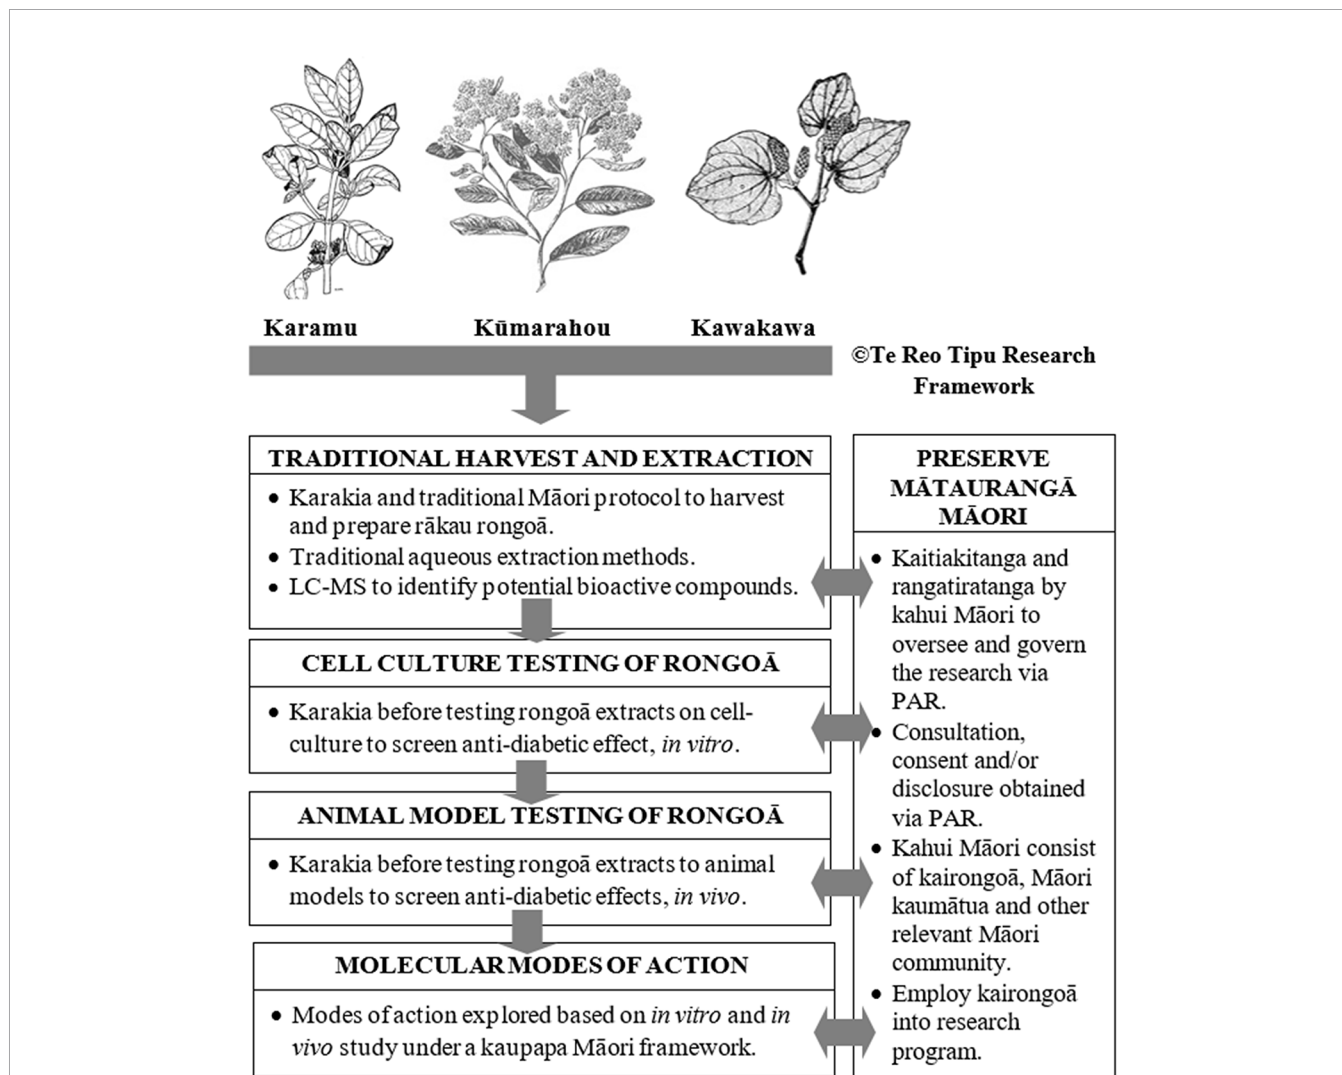 Karamu
Kūmarahou
Kawakawa
©Te Reo Tipu Research
Framework
TRADITIONAL HARVEST AND EXTRACTION
● Karakia and traditional Māori protocol to harvest
and prepare rākau rongoā.
● Traditional aqueous extraction methods.
● LC-MS to identify potential bioactive compounds.
CELL CULTURE TESTING OF RONGOĀ
● Karakia before testing rongoā extracts on cell-
culture to screen anti-diabetic effect, in vitro.
ANIMAL MODEL TESTING OF RONGOĀ
● Karakia before testing rongoā extracts to animal
models to screen anti-diabetic effects, in vivo.
MOLECULAR MODES OF ACTION
● Modes of action explored based on in vitro and in
vivo study under a kaupapa Māori framework.
PRESERVE
MĀTAURANGĀ
MĀORI
● Kaitiakitanga and
rangatiratanga by
kahui Māori to
oversee and govern
the research via
PAR.
● Consultation,
consent and/or
disclosure obtained
via PAR.
● Kahui Māori consist
of kairongoā, Māori
kaumātua and other
relevant Māori
community.
● Employ kairongoā
into research
program.